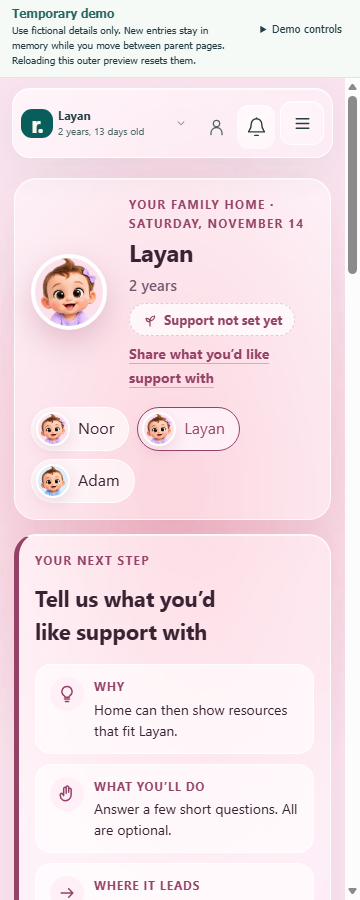 Temporary demo
Use fictional details only. New entries stay in
memory while you move between parent pages.
Reloading this outer preview resets them.
Demo controls
r.
Layan
2 years, 13 days old
YOUR FAMILY HOME ·
SATURDAY, NOVEMBER 14
Layan
2 years
Support not set yet
Share what you'd like
support with
Noor
Layan
Adam
YOUR NEXT STEP
Tell us what you'd
like support with
WHY
Home can then show resources
that fit Layan.
WHAT YOU'LL DO
Answer a few short questions. All
are optional.
WHERE IT LEADS